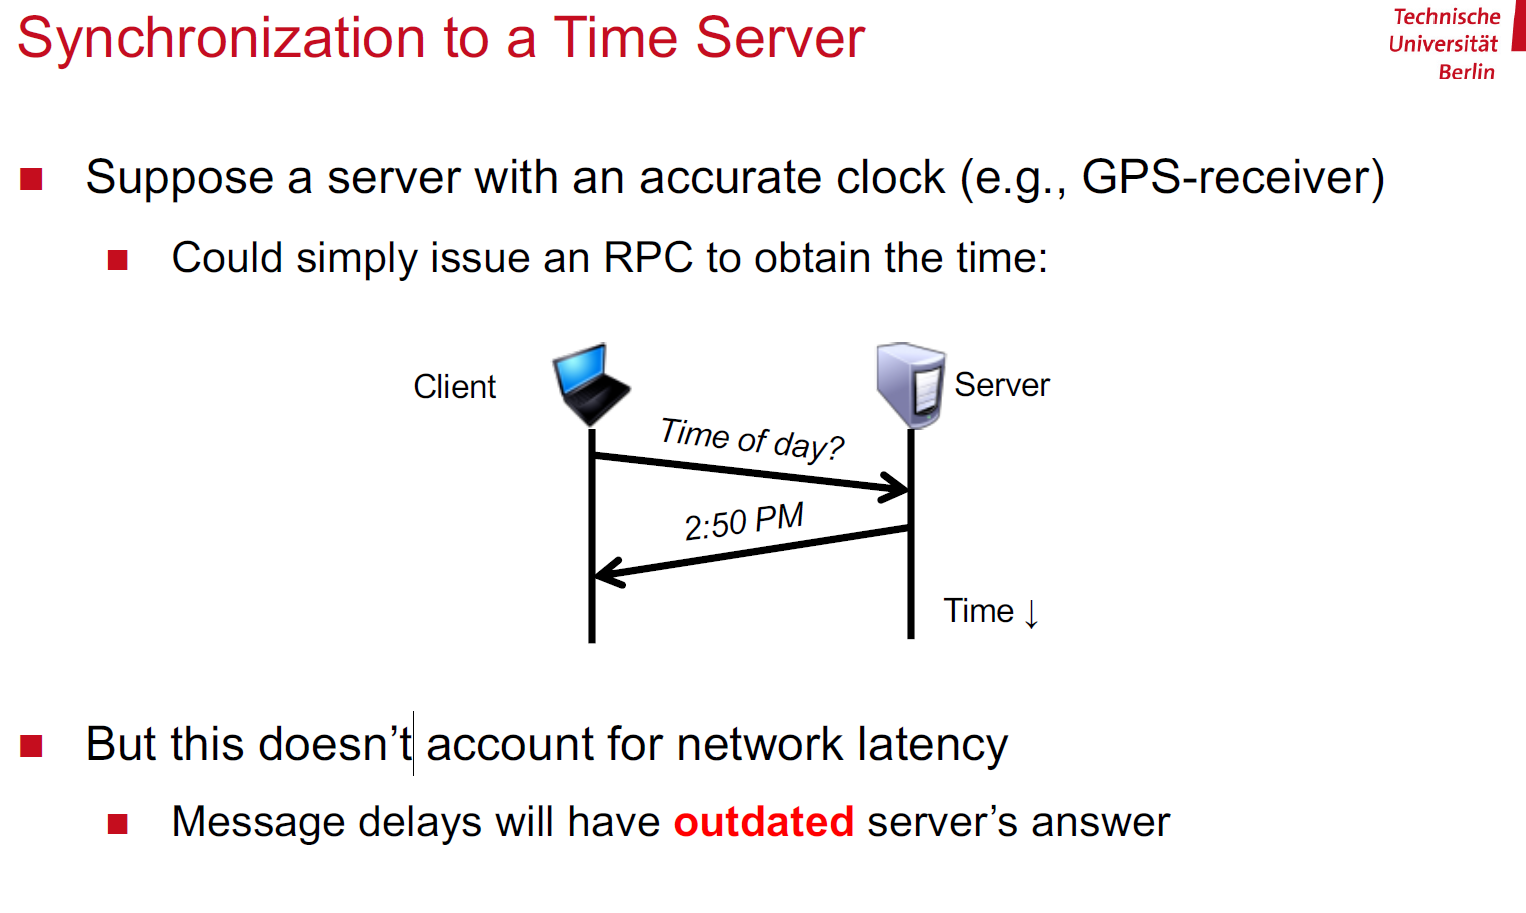 Synchronization to a Time Server
Technische
Universität
Berlin
Suppose a server with an accurate clock (e.g., GPS-receiver)
Could simply issue an RPC to obtain the time:
Client
Server
Time of day?
2:50 PM
Time ↓
But this doesn’t account for network latency
Message delays will have outdated server’s answer